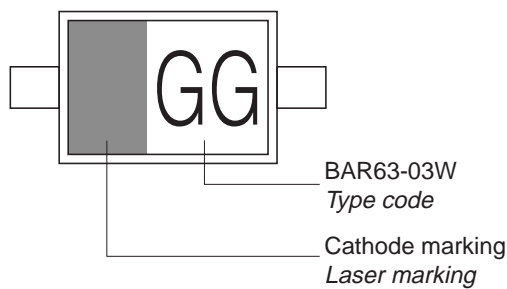 GG
BAR63-03W
Type code
Cathode marking
Laser marking